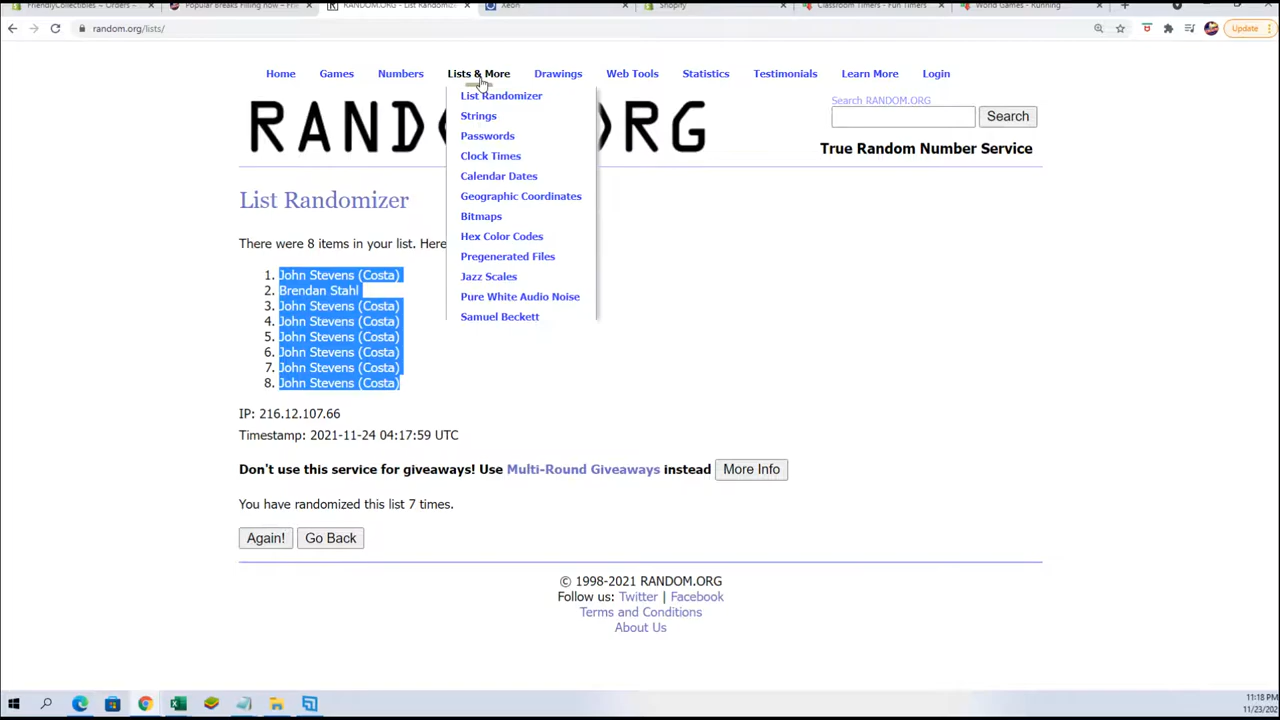 FriendlyCollectibles ~ Orders ~
Popular Breaks Filling now ~
RANDOM.ORG - List Randomizer
Xeon
Shopify
Classroom Timers - Fun Timers
World Games - Running
random.org/lists/
Update
Home
Games
Numbers
Lists & More
Drawings
Web Tools
Statistics
Testimonials
Learn More
Login
List Randomizer
Strings
Passwords
Clock Times
Calendar Dates
Geographic Coordinates
Bitmaps
Hex Color Codes
Pregenerated Files
Jazz Scales
Pure White Audio Noise
Samuel Beckett
RAND RG
Search RANDOM.ORG
Search
True Random Number Service
List Randomizer
There were 8 items in your list. Here
1. John Stevens (Costa)
2. Brendan Stahl
3. John Stevens (Costa)
4. John Stevens (Costa)
5. John Stevens (Costa)
6. John Stevens (Costa)
7. John Stevens (Costa)
8. John Stevens (Costa)
IP: 216.12.107.66
Timestamp: 2021-11-24 04:17:59 UTC
Don't use this service for giveaways! Use Multi-Round Giveaways instead More Info
You have randomized this list 7 times.
Again! Go Back
© 1998-2021 RANDOM.ORG
Follow us: Twitter | Facebook
Terms and Conditions
About Us
11:18 PM
11/23/202